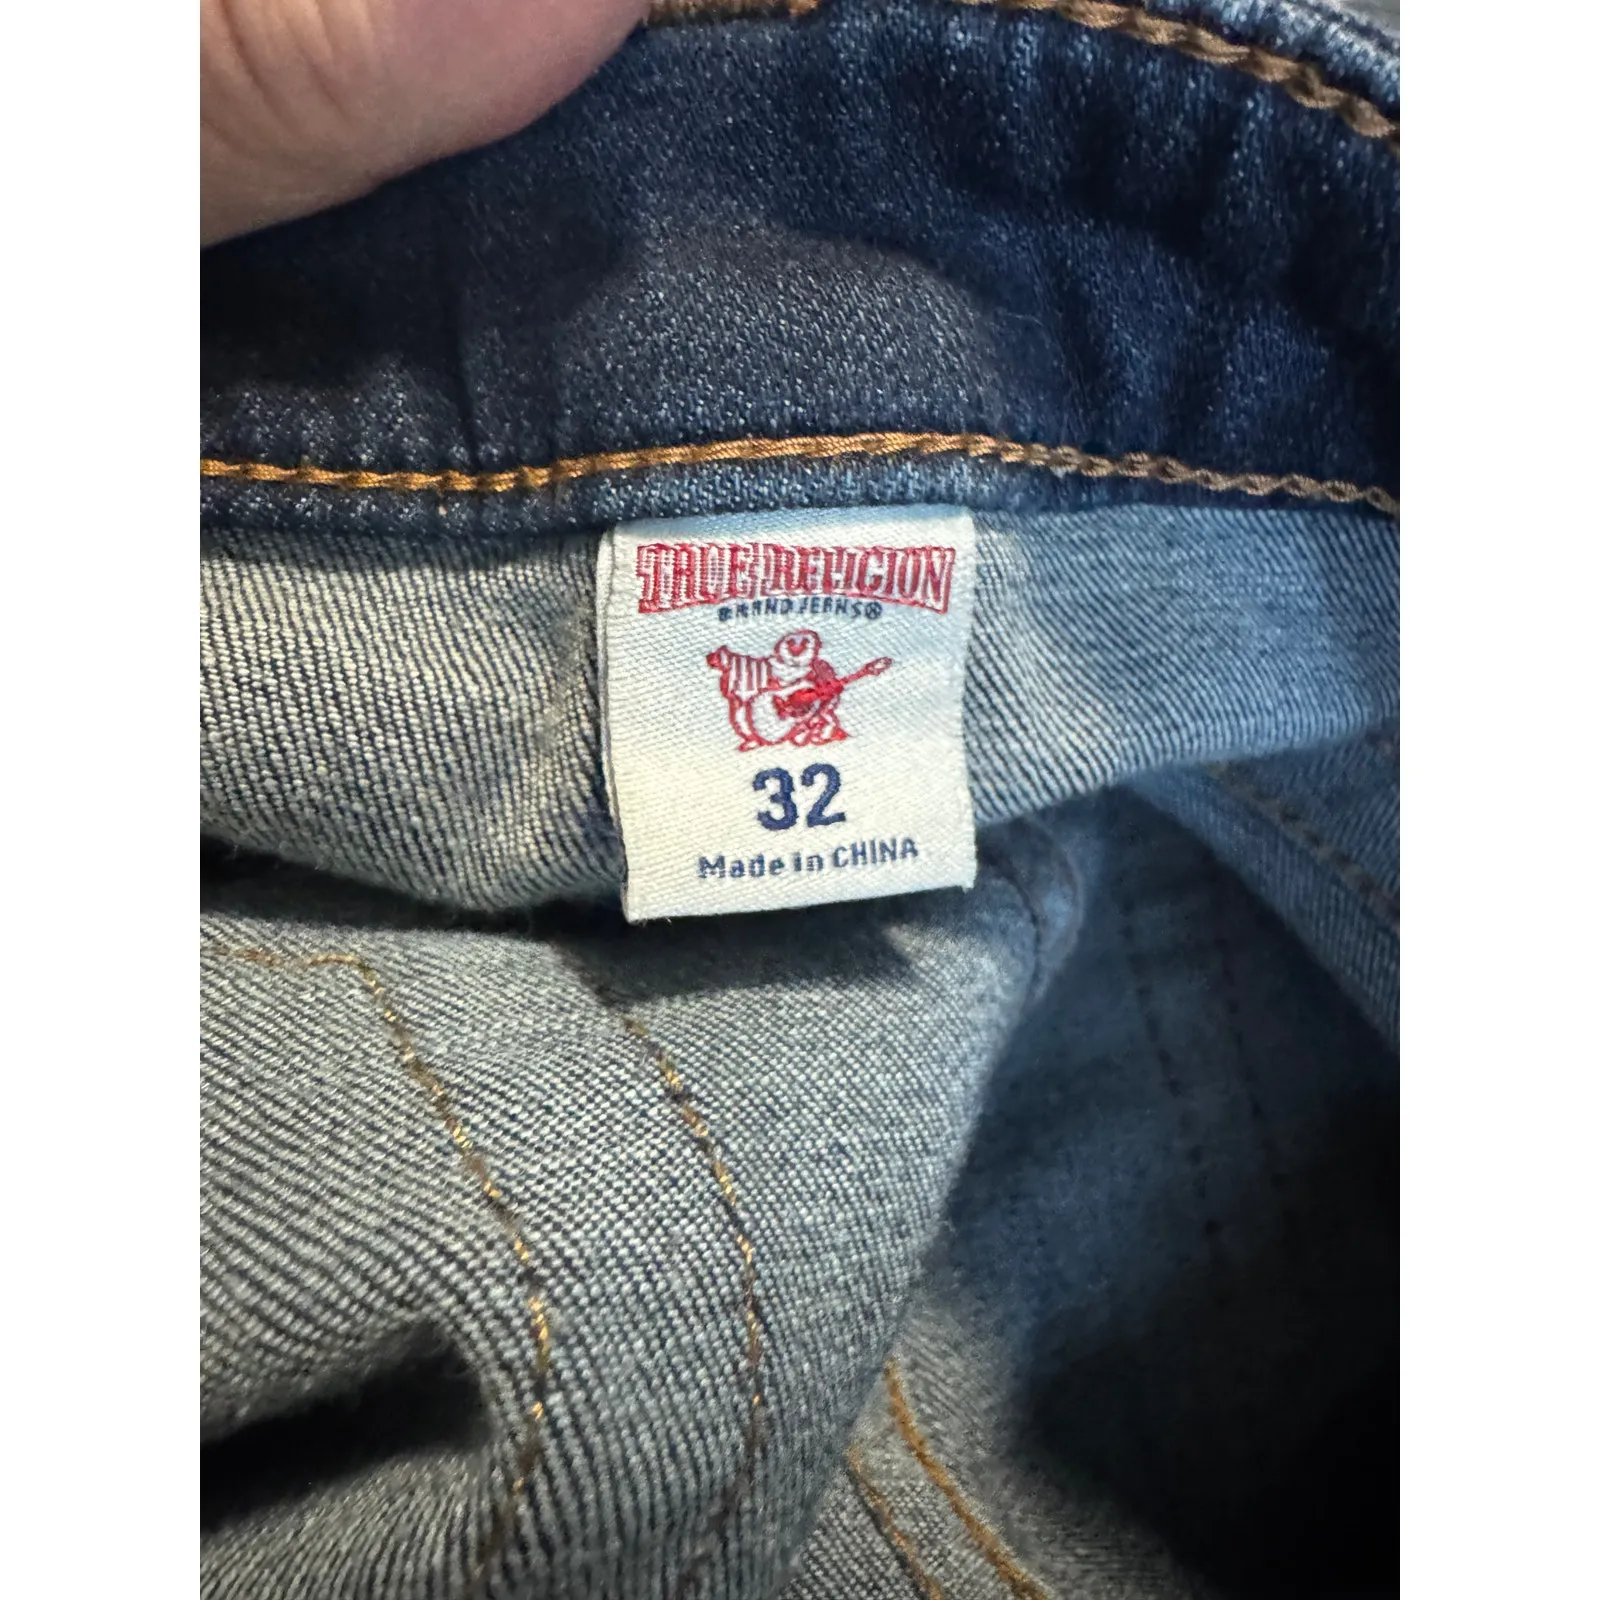 TRUE RELIGION
BRAND JEANS®
32
Made in CHINA